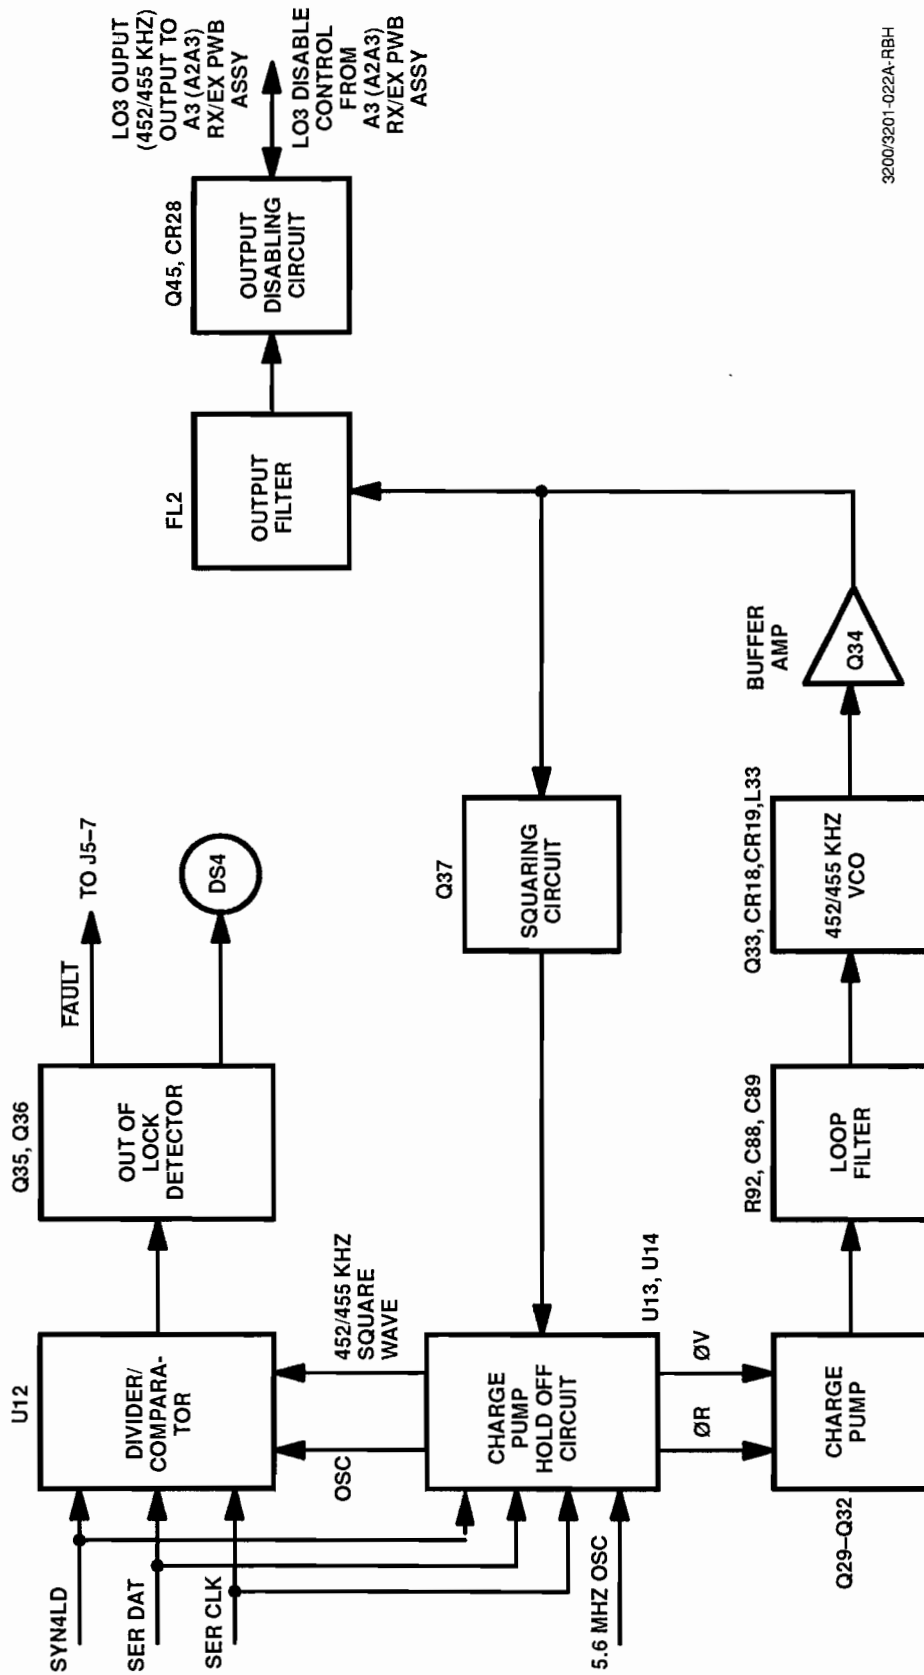 SYN4LD
SER DAT
SER CLK
5.6 MHZ OSC
U12
DIVIDER/
COMPARA-
TOR
OSC
452/455 KHZ
SQUARE
WAVE
Q35, Q36
OUT OF
LOCK
DETECTOR
FAULT
TO J5–7
DS4
CHARGE
PUMP
HOLD OFF
CIRCUIT
U13, U14
ØR
ØV
Q37
SQUARING
CIRCUIT
CHARGE
PUMP
Q29–Q32
R92, C88, C89
LOOP
FILTER
Q33, CR18,CR19,L33
452/455 KHZ
VCO
BUFFER
AMP
Q34
FL2
OUTPUT
FILTER
Q45, CR28
OUTPUT
DISABLING
CIRCUIT
LO3 OUPUT
(452/455 KHZ)
OUTPUT TO
A3 (A2A3)
RX/EX PWB
ASSY
LO3 DISABLE
CONTROL
FROM
A3 (A2A3)
RX/EX PWB
ASSY
3200/3201-022A-RBH